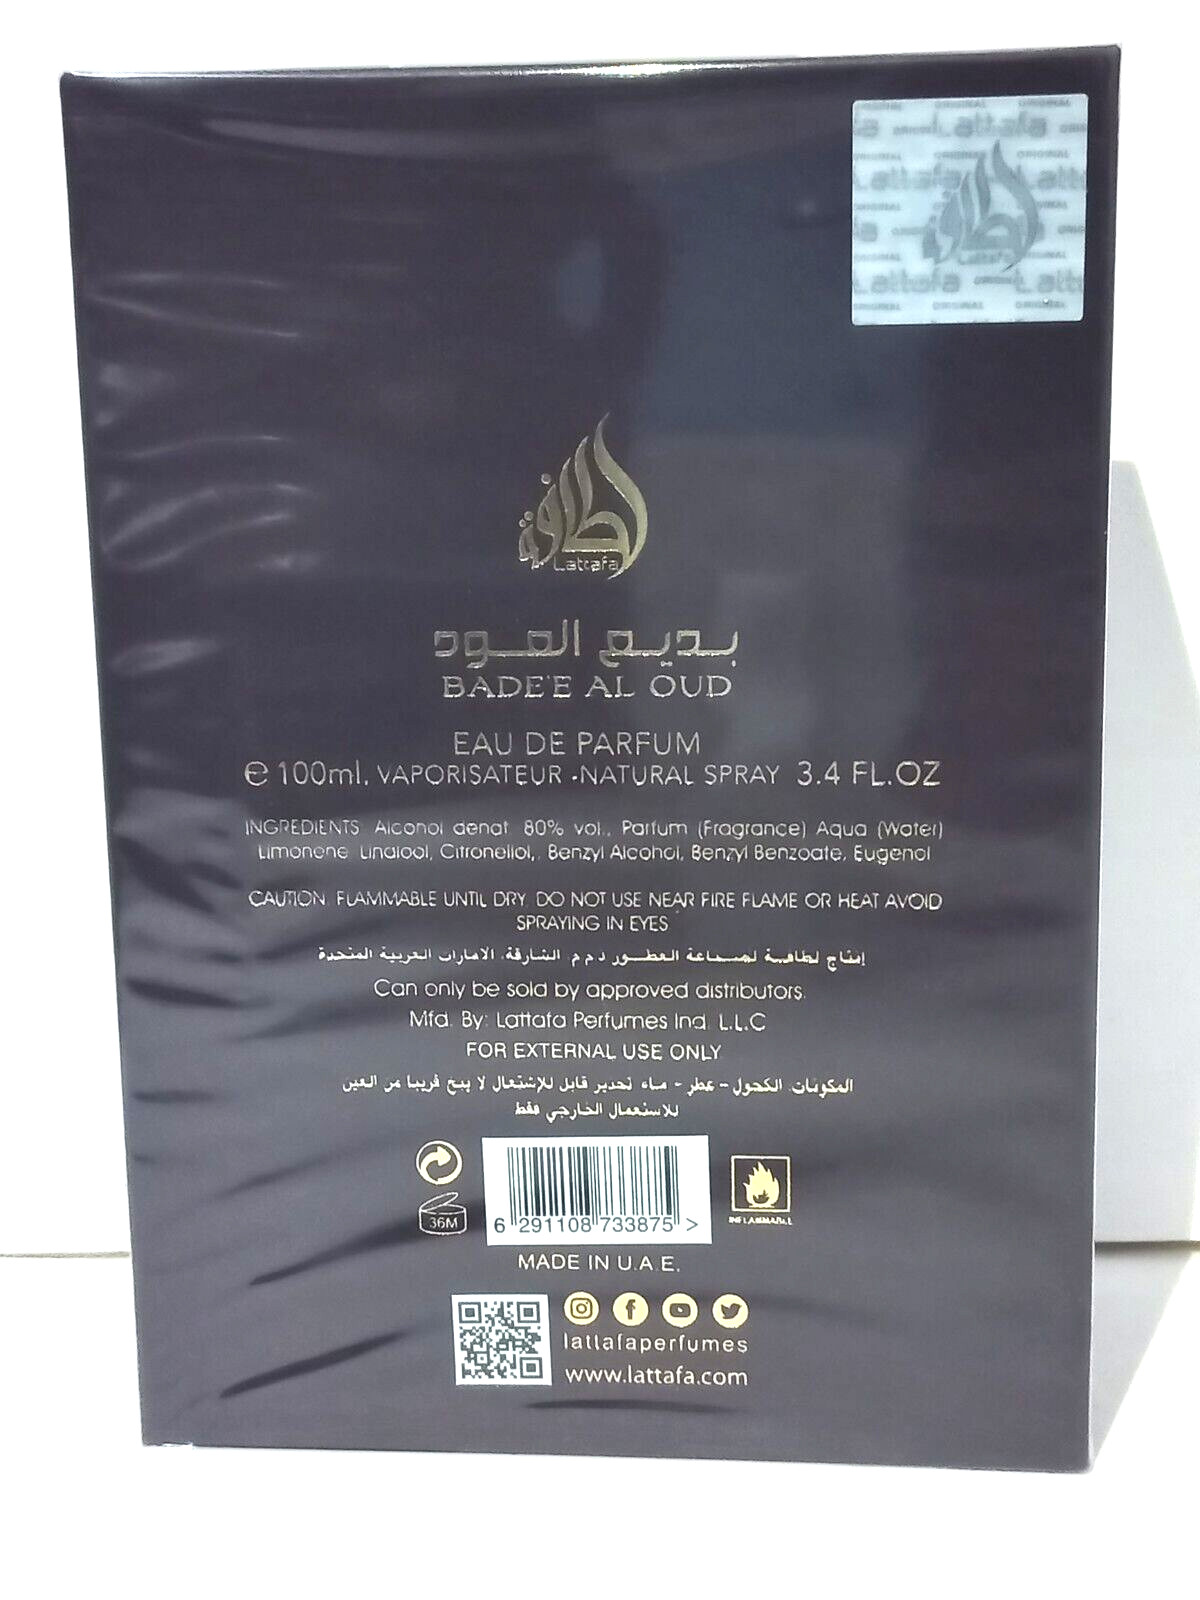 Lattafa
ORIGINAL
لطافة
Lattafa
لطافة
Lattafa
بديع العود
BADE'E AL OUD
EAU DE PARFUM
℮ 100ml. VAPORISATEUR •NATURAL SPRAY 3.4 FL.OZ
INGREDIENTS: Alcohol denat. 80% vol., Parfum (Fragrance) Aqua (Water)
Limonene, Linalool, Citronellol,. Benzyl Alcohol, Benzyl Benzoate, Eugenol
CAUTION: FLAMMABLE UNTIL DRY. DO NOT USE NEAR FIRE FLAME OR HEAT AVOID
SPRAYING IN EYES
إنتاج لطافة لصناعة العطور ذ.م.م. الشارقة، الامارات العربية المتحدة
Can only be sold by approved distributors.
Mfd. By: Lattafa Perfumes Ind. L.L.C
FOR EXTERNAL USE ONLY
المكونات: الكحول - عطر - ماء تحذير قابل للإشتعال لا يبخ قريبا من العين
للاستعمال الخارجي فقط
36M
6 291108 733875 >
INFLAMMABLE
MADE IN U.A.E.
lattafaperfumes
www.lattafa.com